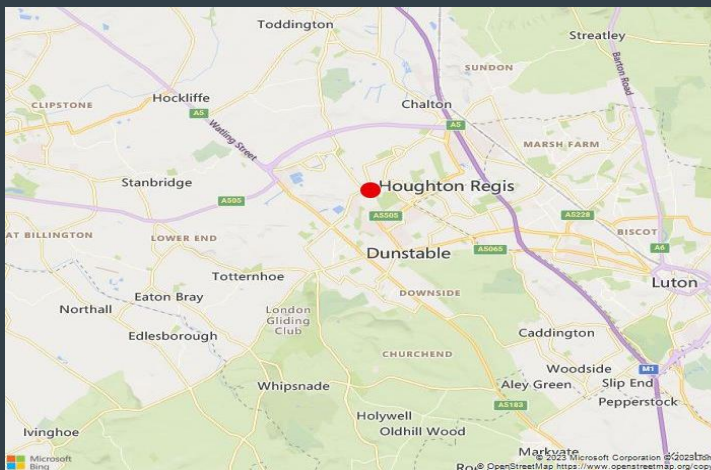 Toddington
Streatley
SUNDON
Barton Road
CLIPSTONE
Hockliffe
Chalton
A5
A5
Watling Street
MARSH FARM
Stanbridge
Houghton Regis
A505
A5505
A5228
AT BILLINGTON
LOWER END
BISCOT
A6
Dunstable
A5065
Totternhoe
Luton
Eaton Bray
DOWNSIDE
Northall
London
Gliding
Club
Edlesborough
Caddington
CHURCHEND
Woodside
M1
Whipsnade
Aley Green
Slip End
Pepperstock
A5183
Holywell
Oldhill Wood
Ivinghoe
Markyate
Microsoft
Bing
© 2023 Microsoft Corporation
© OpenStreetMap https://www.openstreetmap.org/cop